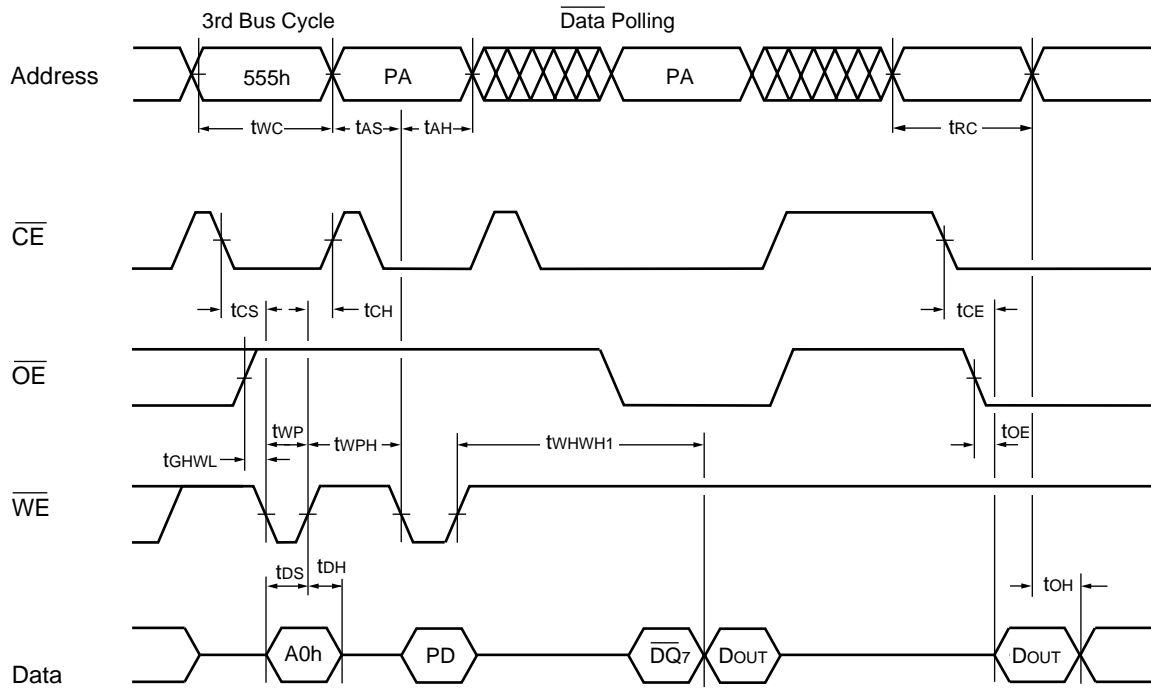 3rd Bus Cycle Data Polling
Address 555h PA PA
tWC tAS tAH tRC
CE
tCS tCH tCE
OE
tWP tWPH tWHWH1 tOE
tGHWL
WE
tDS tDH tOH
Data A0h PD DQ7 DOUT DOUT